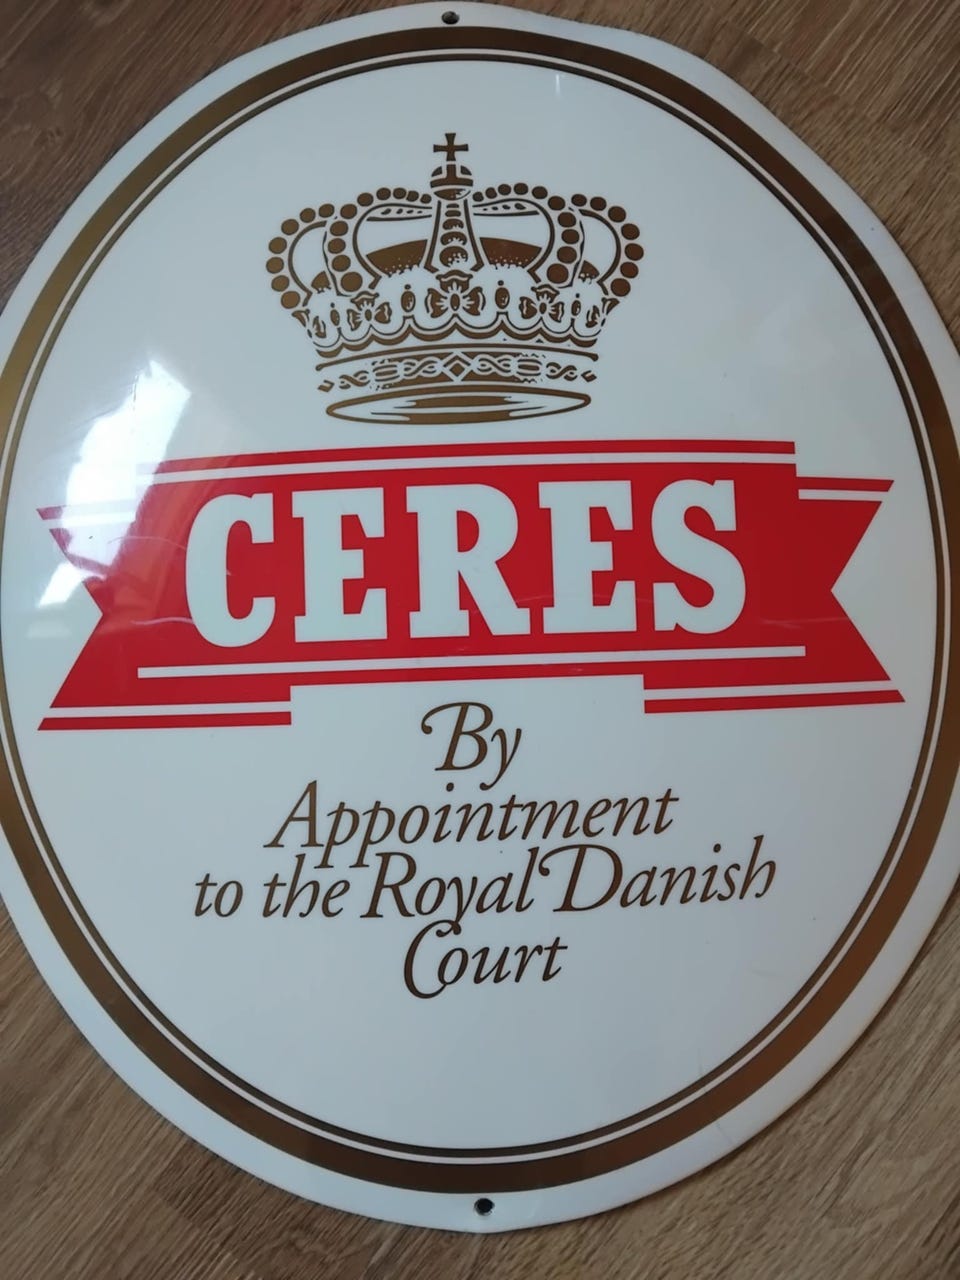 CERES
By
Appointment
to the Royal Danish
Court